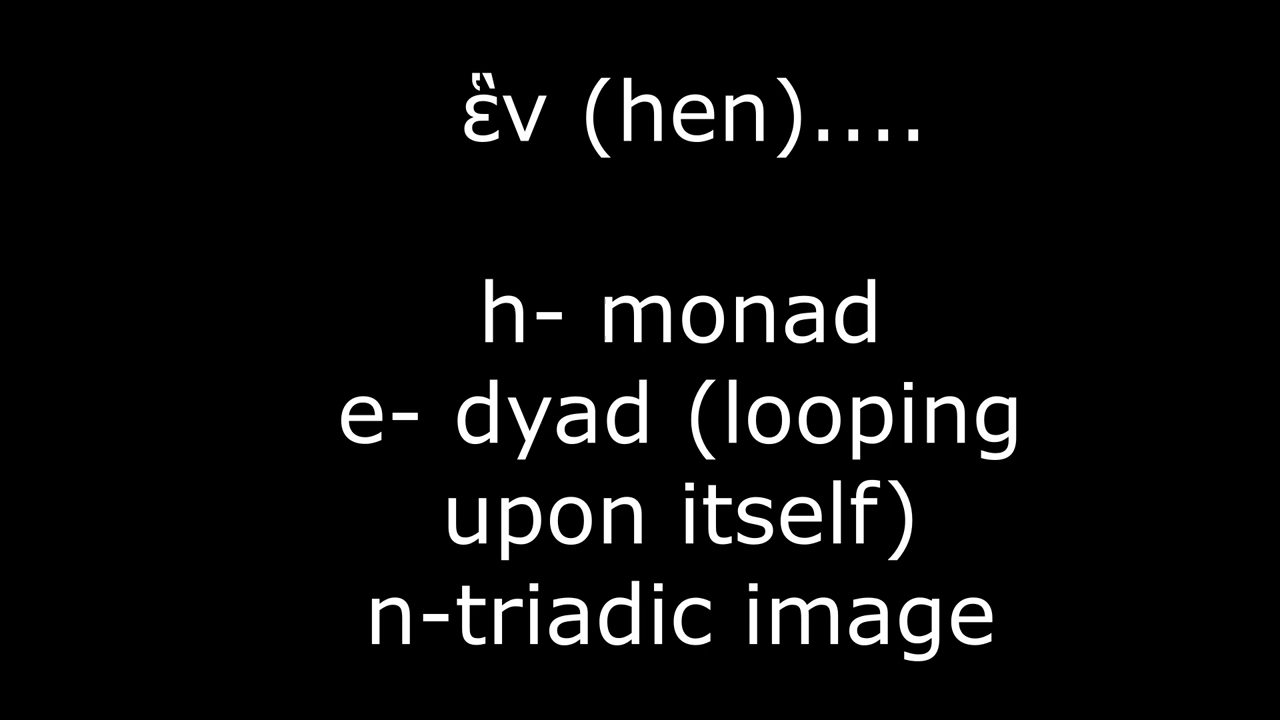 ἓν (hen)....
h- monad
e- dyad (looping
upon itself)
n-triadic image